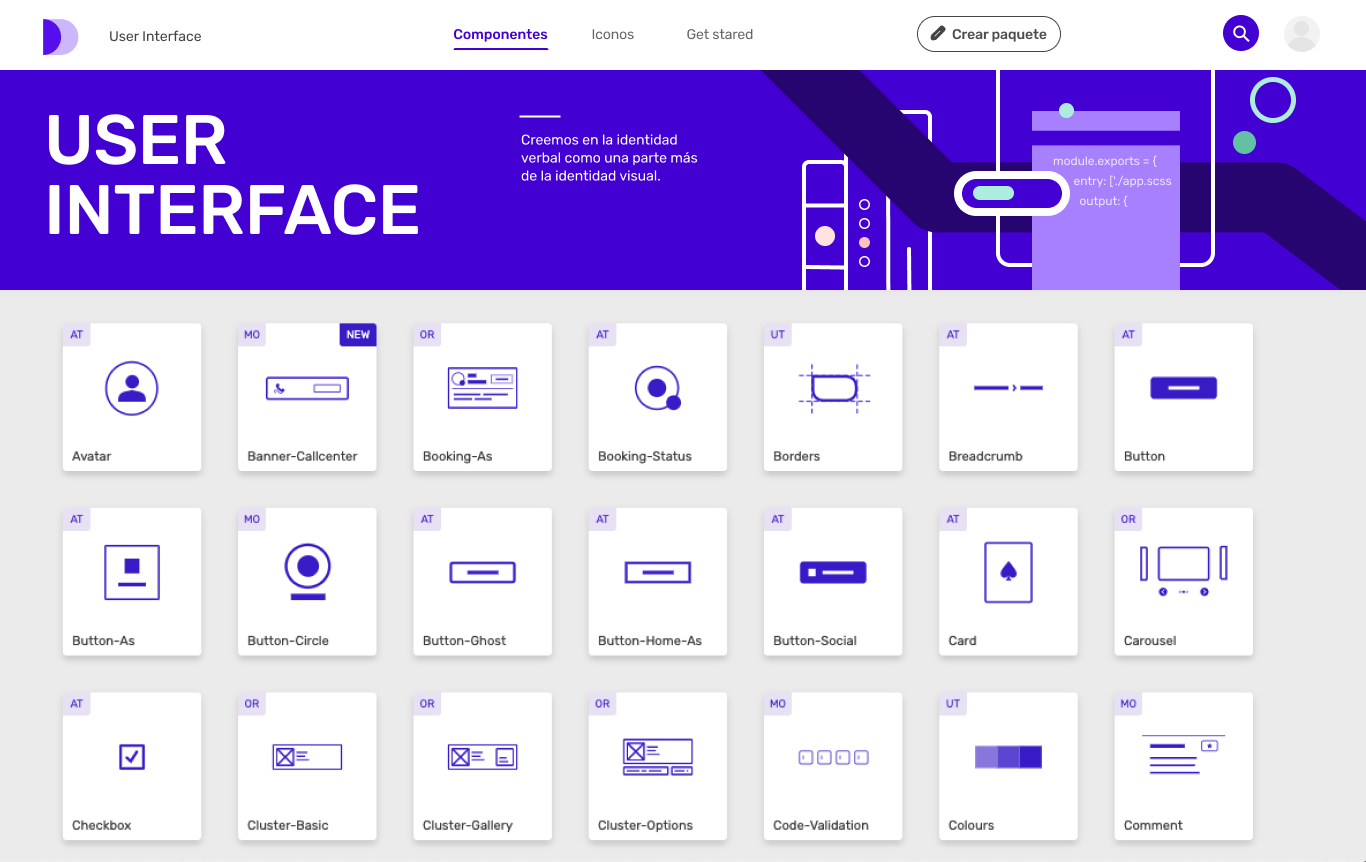 User Interface
Componentes
Iconos
Get stared
Crear paquete
USER
INTERFACE
Creemos en la identidad
verbal como una parte más
de la identidad visual.
module.exports = {
entry: ['./app.scss
output: {
AT
MO
NEW
OR
AT
UT
AT
AT
Avatar
Banner-Callcenter
Booking-As
Booking-Status
Borders
Breadcrumb
Button
AT
MO
AT
AT
AT
AT
OR
Button-As
Button-Circle
Button-Ghost
Button-Home-As
Button-Social
Card
Carousel
AT
OR
OR
OR
MO
UT
MO
Checkbox
Cluster-Basic
Cluster-Gallery
Cluster-Options
Code-Validation
Colours
Comment